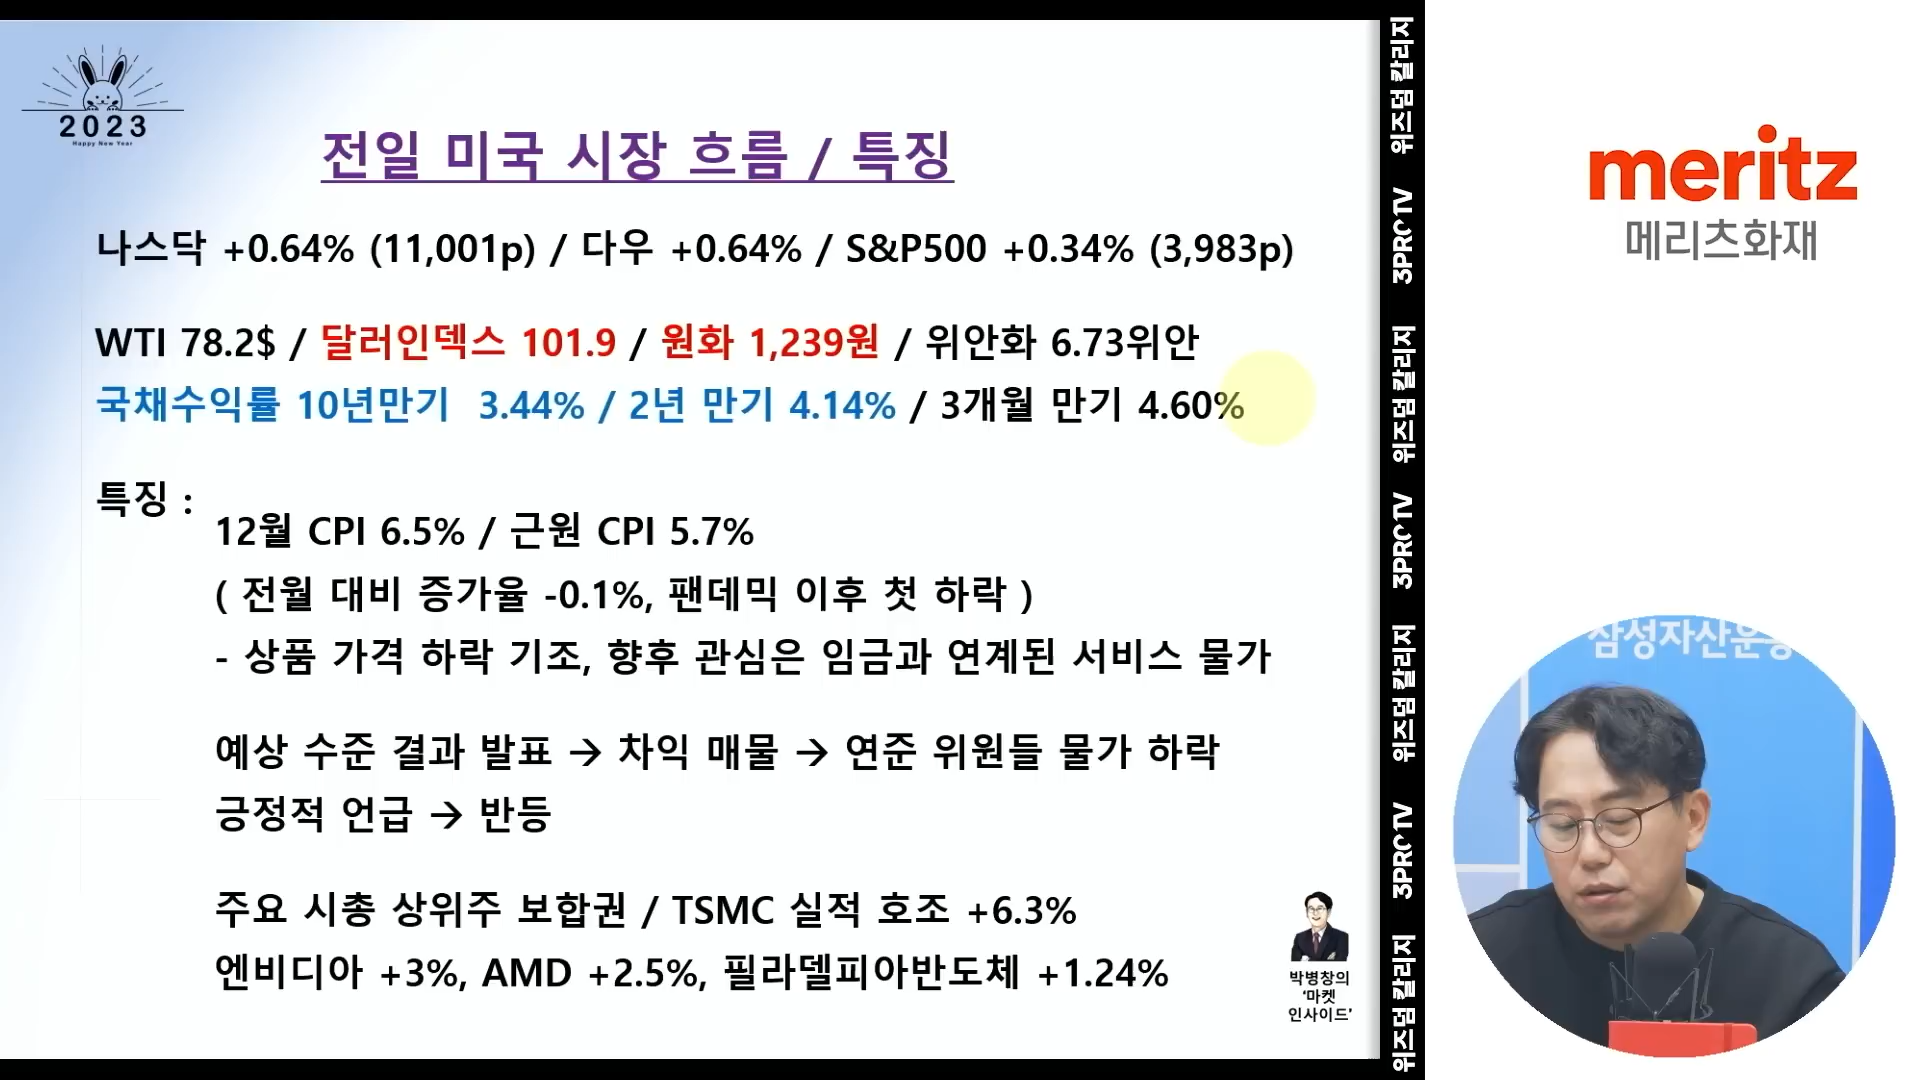 2023
Happy New Year
전일 미국 시장 흐름 / 특징
나스닥 +0.64% (11,001p) / 다우 +0.64% / S&P500 +0.34% (3,983p)
WTI 78.2$ / 달러인덱스 101.9 / 원화 1,239원 / 위안화 6.73위안
국채수익률 10년만기 3.44% / 2년 만기 4.14% / 3개월 만기 4.60%
특징 :
12월 CPI 6.5% / 근원 CPI 5.7%
( 전월 대비 증가율 -0.1%, 팬데믹 이후 첫 하락 )
- 상품 가격 하락 기조, 향후 관심은 임금과 연계된 서비스 물가
예상 수준 결과 발표 → 차익 매물 → 연준 위원들 물가 하락
긍정적 언급 → 반등
주요 시총 상위주 보합권 / TSMC 실적 호조 +6.3%
엔비디아 +3%, AMD +2.5%, 필라델피아반도체 +1.24%
박병창의
'마켓
인사이드'
위즈덤 칼리지
3PROTV
위즈덤 칼리지
3PROTV
위즈덤 칼리지
3PROTV
위즈덤 칼리지
meritz
메리츠화재
삼성자산운용